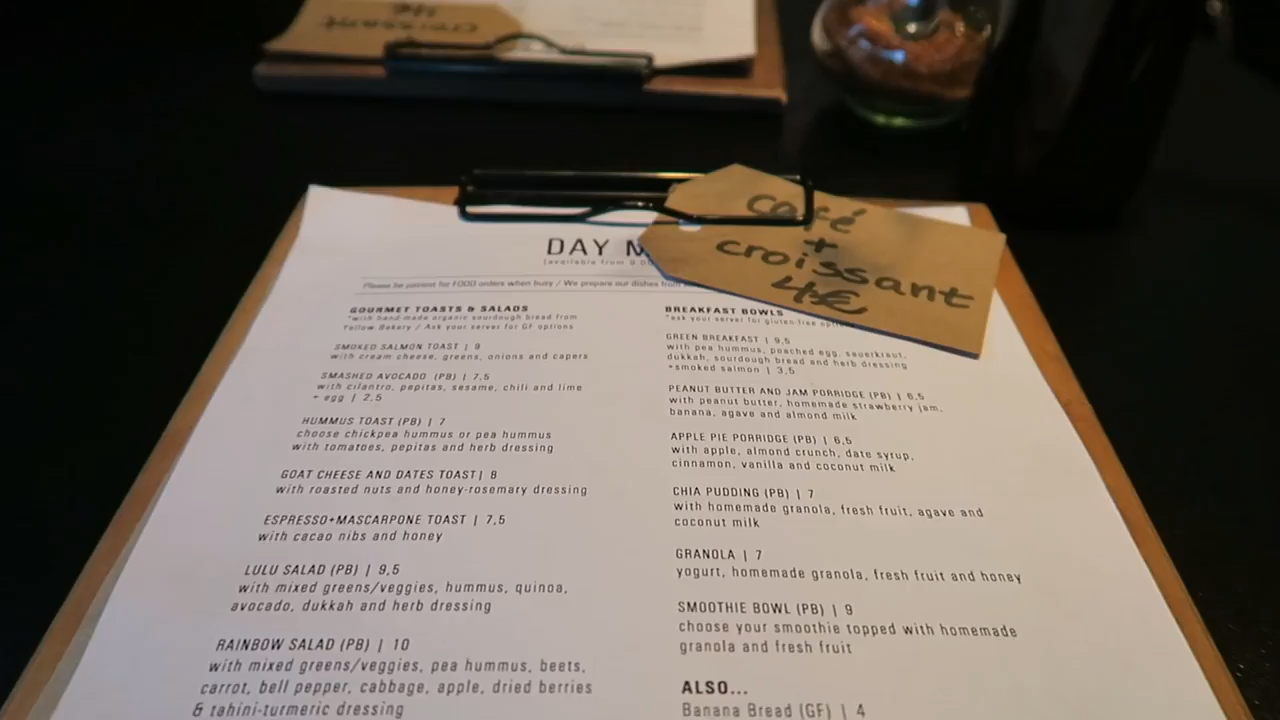 croissant
4€
café
+
croissant
4€
DAY M
(available from 9.00
Please be patient for FOOD orders when busy / We prepare our dishes from
GOURMET TOASTS & SALADS
*with hand-made organic sourdough bread from
Yellow Bakery / Ask your server for GF options
SMOKED SALMON TOAST | 9
with cream cheese, greens, onions and capers
SMASHED AVOCADO (PB) | 7,5
with cilantro, pepitas, sesame, chili and lime
+ egg | 2,5
HUMMUS TOAST (PB) | 7
choose chickpea hummus or pea hummus
with tomatoes, pepitas and herb dressing
GOAT CHEESE AND DATES TOAST| 8
with roasted nuts and honey-rosemary dressing
ESPRESSO+MASCARPONE TOAST | 7,5
with cacao nibs and honey
LULU SALAD (PB) | 9,5
with mixed greens/veggies, hummus, quinoa,
avocado, dukkah and herb dressing
RAINBOW SALAD (PB) | 10
with mixed greens/veggies, pea hummus, beets,
carrot, bell pepper, cabbage, apple, dried berries
& tahini-turmeric dressing
BREAKFAST BOWLS
*ask your server for gluten-free
GREEN BREAKFAST | 9,5
with pea hummus, poached egg, sauerkraut,
dukkah, sourdough bread and herb dressing
+smoked salmon | 3,5
PEANUT BUTTER AND JAM PORRIDGE (PB) | 6,5
with peanut butter, homemade strawberry jam,
banana, agave and almond milk
APPLE PIE PORRIDGE (PB) | 6,5
with apple, almond crunch, date syrup,
cinnamon, vanilla and coconut milk
CHIA PUDDING (PB) | 7
with homemade granola, fresh fruit, agave and
coconut milk
GRANOLA | 7
yogurt, homemade granola, fresh fruit and honey
SMOOTHIE BOWL (PB) | 9
choose your smoothie topped with homemade
granola and fresh fruit
ALSO...
Banana Bread (GF) | 4